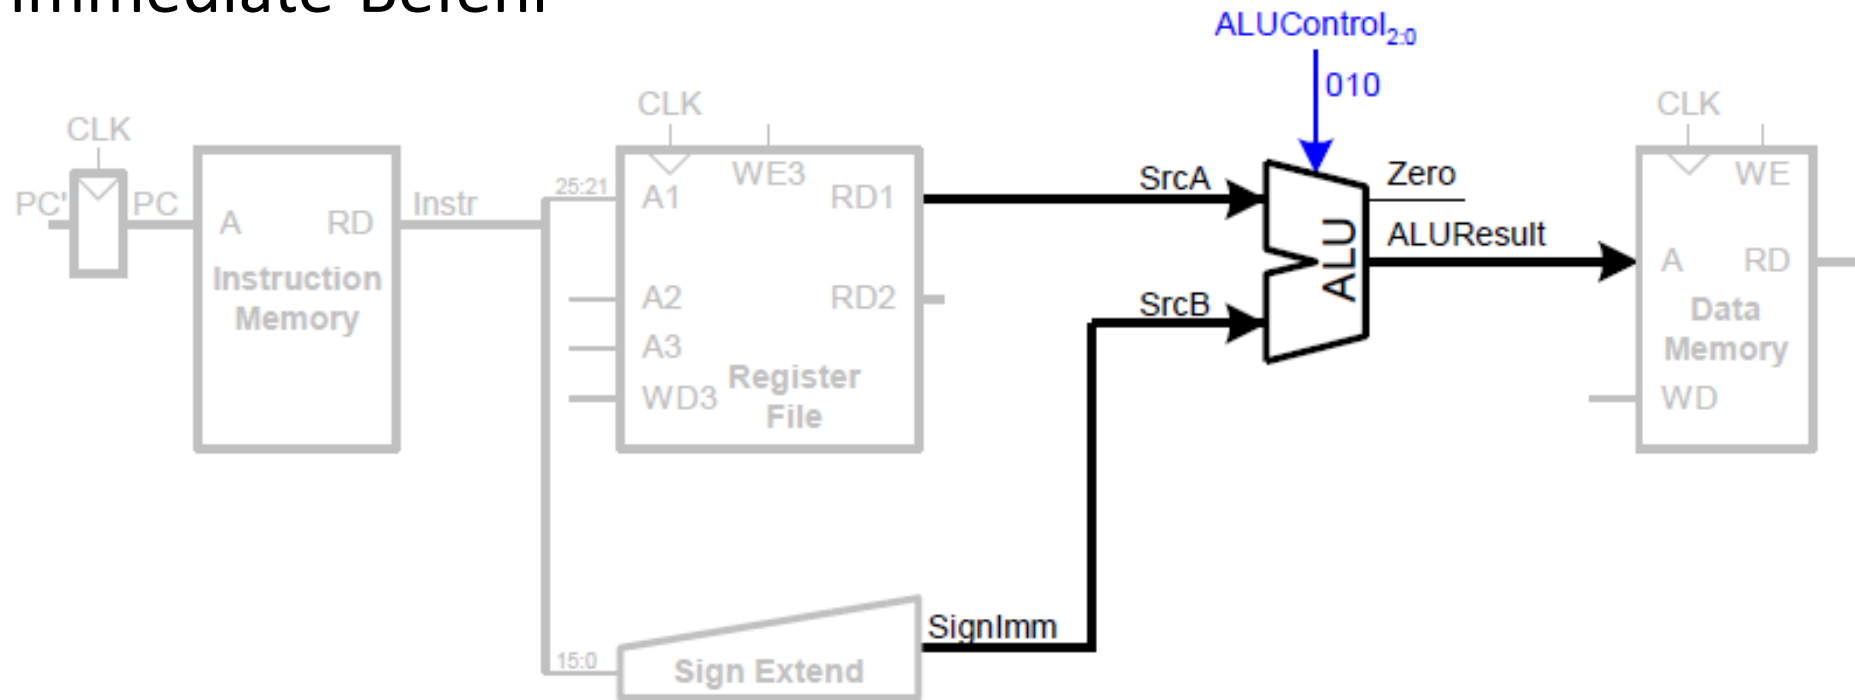 immediate-Befehl
ALUControl2:0
010
CLK
CLK
CLK
PC'
PC
A
RD
Instruction
Memory
Instr
25:21
A1
WE3
RD1
A2
RD2
A3
WD3
Register
File
SrcA
SrcB
ALU
Zero
ALUResult
WE
A
RD
Data
Memory
WD
15:0
Sign Extend
SignImm